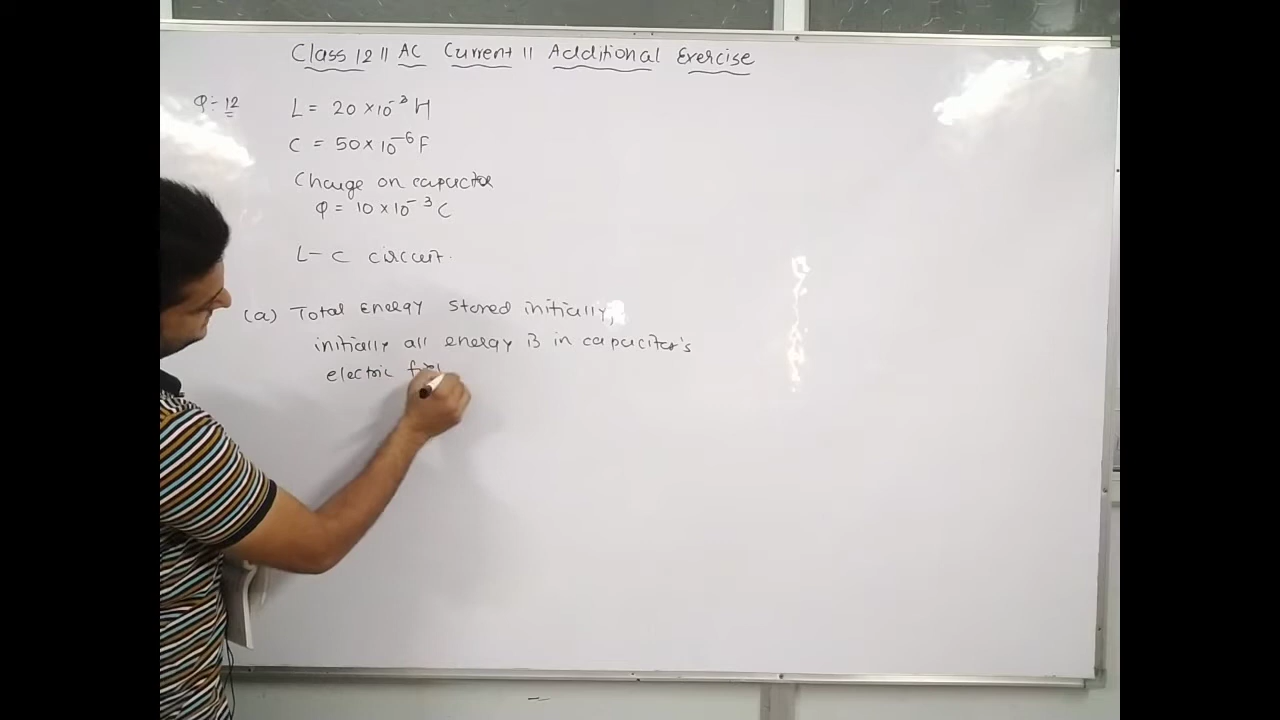 Class 12 || AC Current || Additional Exercise
Q:- 12
L = 20 × 10⁻³ H
C = 50 × 10⁻⁶ F
Charge on capacitor
Q = 10 × 10⁻³ C
L – C circuit.
(a) Total Energy Stored initially,
initially all energy is in capacitor's
electric